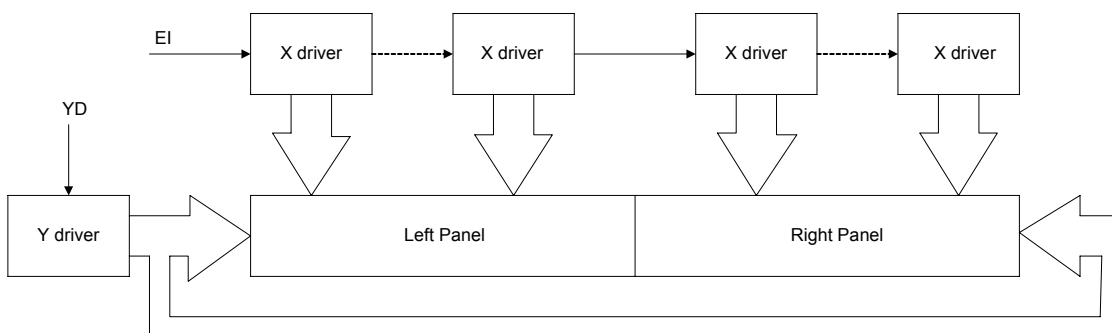 EI
X driver
X driver
X driver
X driver
YD
Y driver
Left Panel
Right Panel